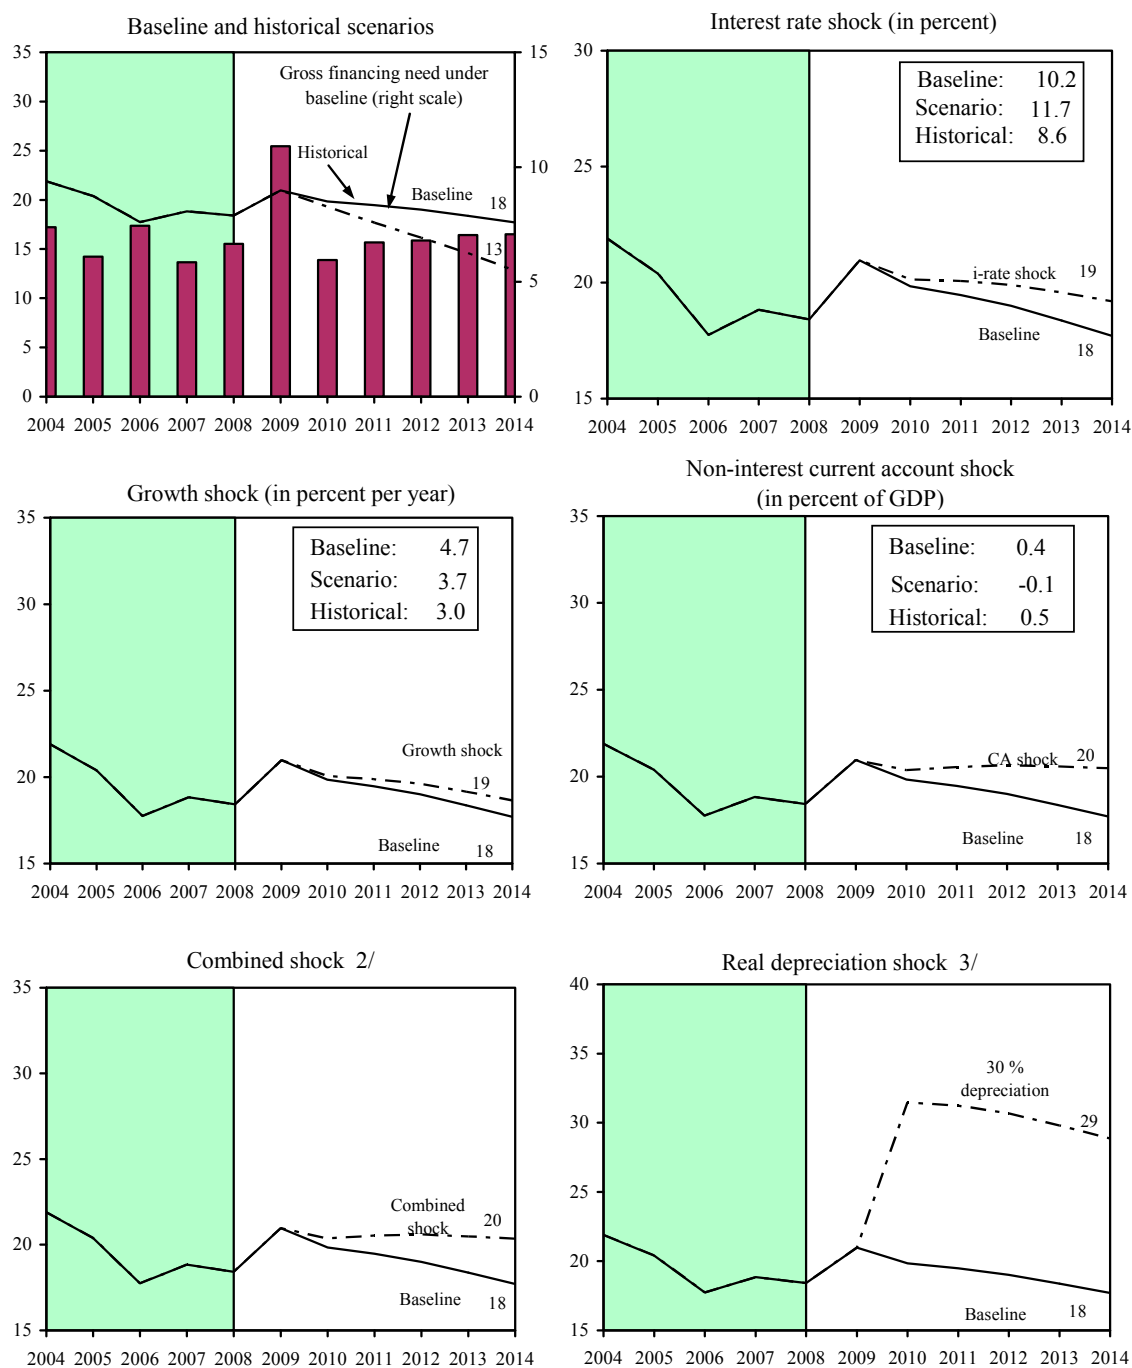 Baseline and historical scenarios
35
30
25
20
15
10
5
0
15
10
5
0
Gross financing need under
baseline (right scale)
Historical
Baseline
18
13
2004 2005 2006 2007 2008 2009 2010 2011 2012 2013 2014
Interest rate shock (in percent)
30
25
20
15
Baseline: 10.2
Scenario: 11.7
Historical: 8.6
i-rate shock
19
Baseline
18
2004 2005 2006 2007 2008 2009 2010 2011 2012 2013 2014
Growth shock (in percent per year)
35
30
25
20
15
Baseline: 4.7
Scenario: 3.7
Historical: 3.0
Growth shock
19
Baseline
18
2004 2005 2006 2007 2008 2009 2010 2011 2012 2013 2014
Non-interest current account shock
(in percent of GDP)
35
30
25
20
15
Baseline: 0.4
Scenario: -0.1
Historical: 0.5
CA shock
20
Baseline
18
2004 2005 2006 2007 2008 2009 2010 2011 2012 2013 2014
Combined shock 2/
35
30
25
20
15
Combined
shock
20
Baseline
18
2004 2005 2006 2007 2008 2009 2010 2011 2012 2013 2014
Real depreciation shock 3/
40
35
30
25
20
15
30 %
depreciation
29
Baseline
18
2004 2005 2006 2007 2008 2009 2010 2011 2012 2013 2014